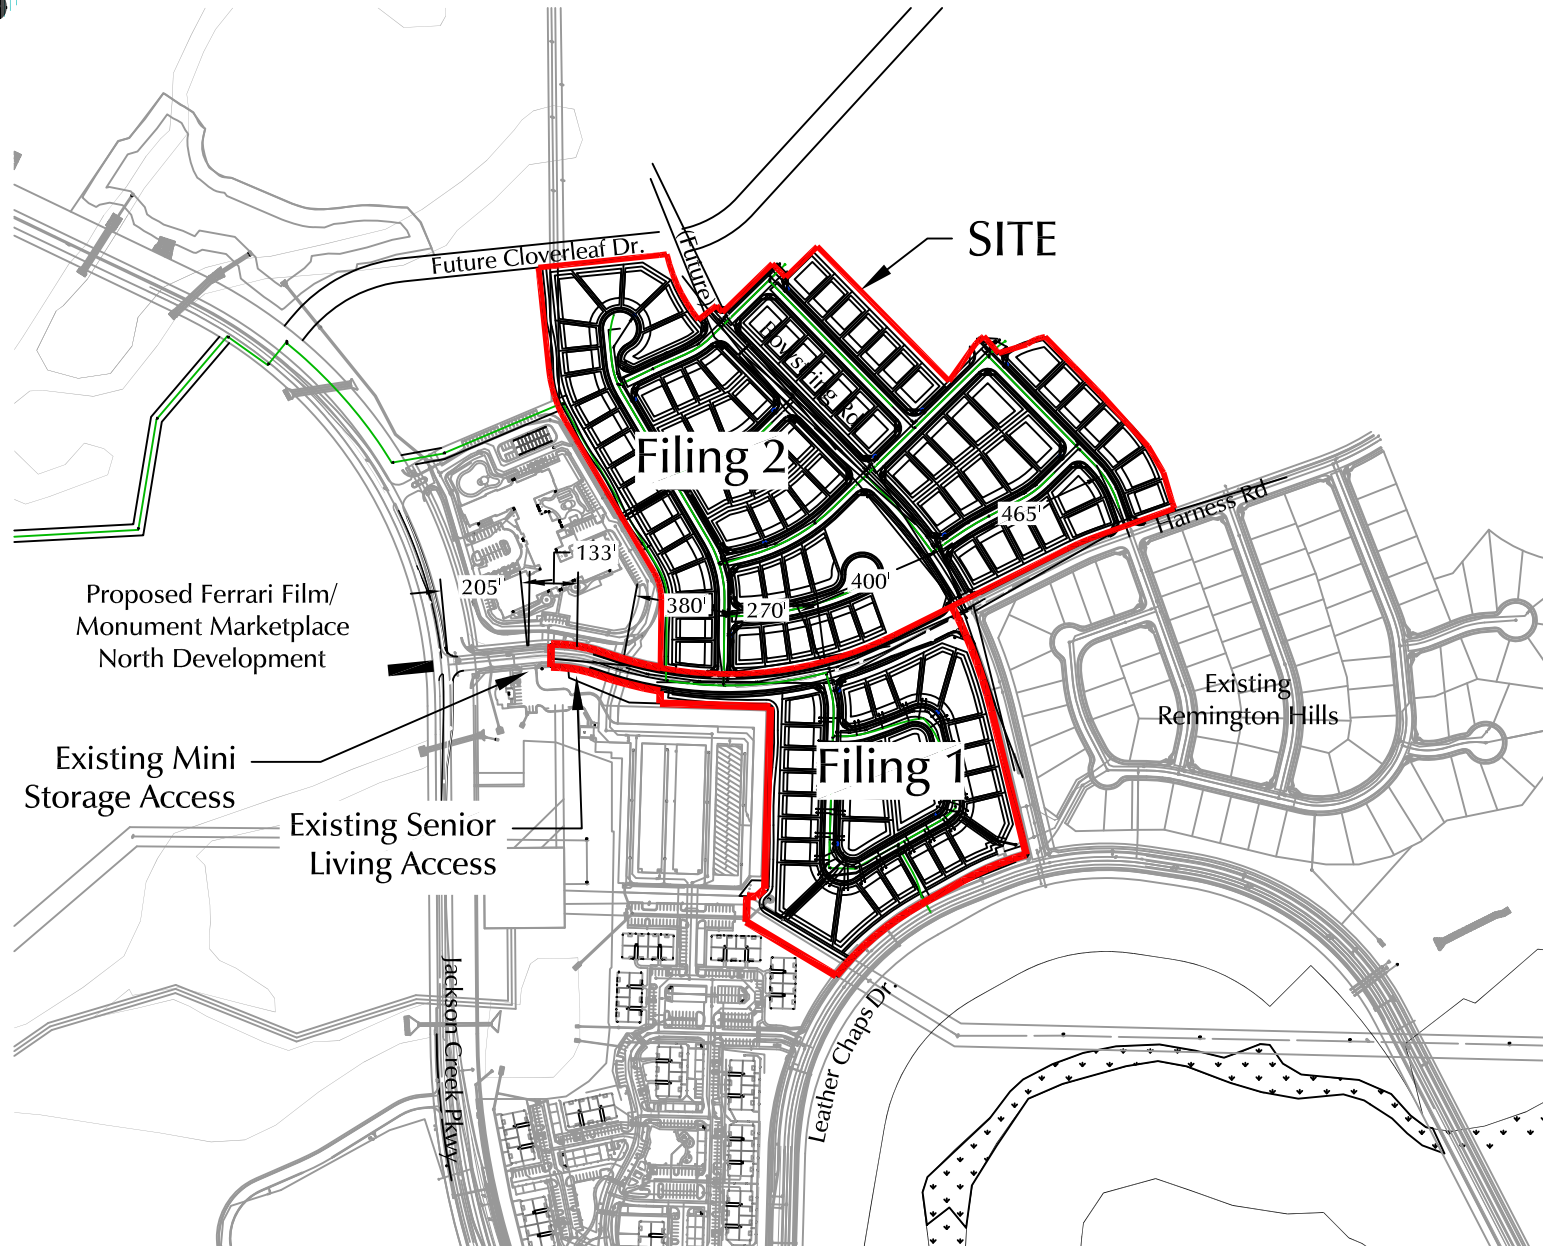 SITE
Future Cloverleaf Dr.
(Future)
Bowstring Rd
Filing 2
465'
Harness Rd
133'
205'
400'
380'
270'
Proposed Ferrari Film/
Monument Marketplace
North Development
Existing
Remington Hills
Existing Mini
Storage Access
Filing 1
Existing Senior
Living Access
Jackson Creek Pkwy.
Leather Chaps Dr.